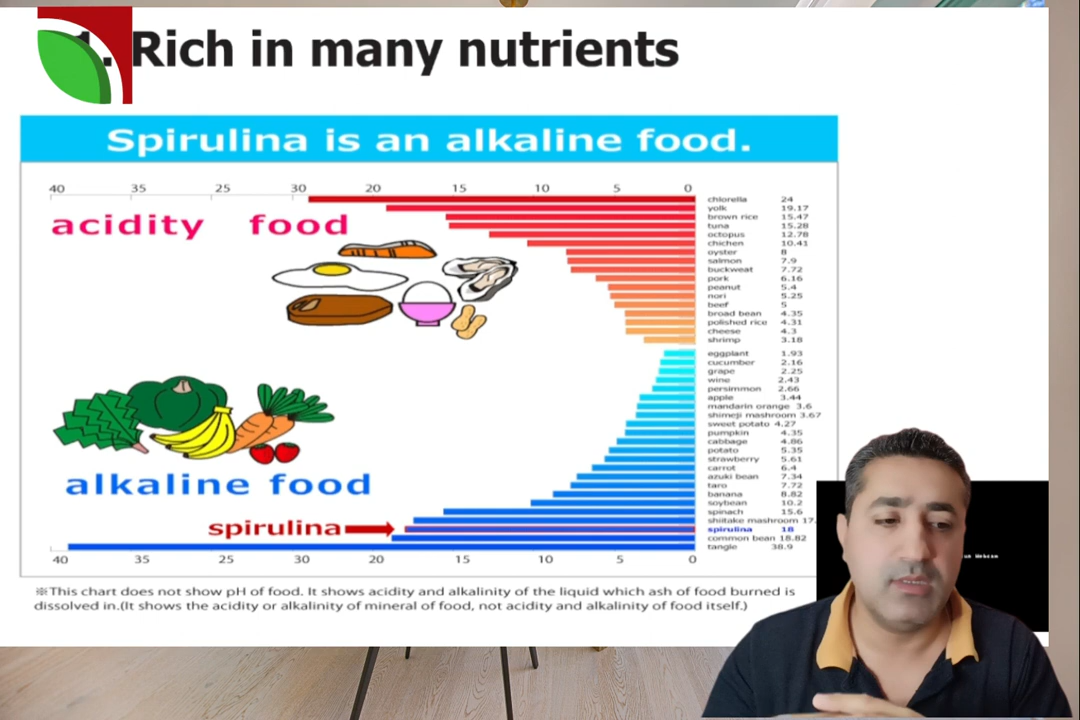 1. Rich in many nutrients
Spirulina is an alkaline food.
40 35 25 30 20 15 10 5 0
acidity food
chlorella 24
yolk 19.17
brown rice 15.47
tuna 15.28
octopus 12.78
chichen 10.41
oyster 8
salmon 7.9
buckweat 7.72
pork 6.16
peanut 5.4
nori 5.25
beef 5
broad bean 4.35
polished rice 4.31
cheese 4.3
shrimp 3.18
eggplant 1.93
cucumber 2.16
grape 2.25
wine 2.43
persimmon 2.66
apple 3.44
mandarin orange 3.6
shimeji mashroom 3.67
sweet potato 4.27
pumpkin 4.35
cabbage 4.86
potato 5.35
strawberry 5.61
carrot 6.4
azuki bean 7.34
taro 7.72
banana 8.82
soybean 10.2
spinach 15.6
shiitake mashroom 17.
spirulina 18
common bean 18.82
tangle 38.9
alkaline food
spirulina
40 35 25 30 20 15 10 5 0
※This chart does not show pH of food. It shows acidity and alkalinity of the liquid which ash of food burned is
dissolved in.(It shows the acidity or alkalinity of mineral of food, not acidity and alkalinity of food itself.)
Webcam